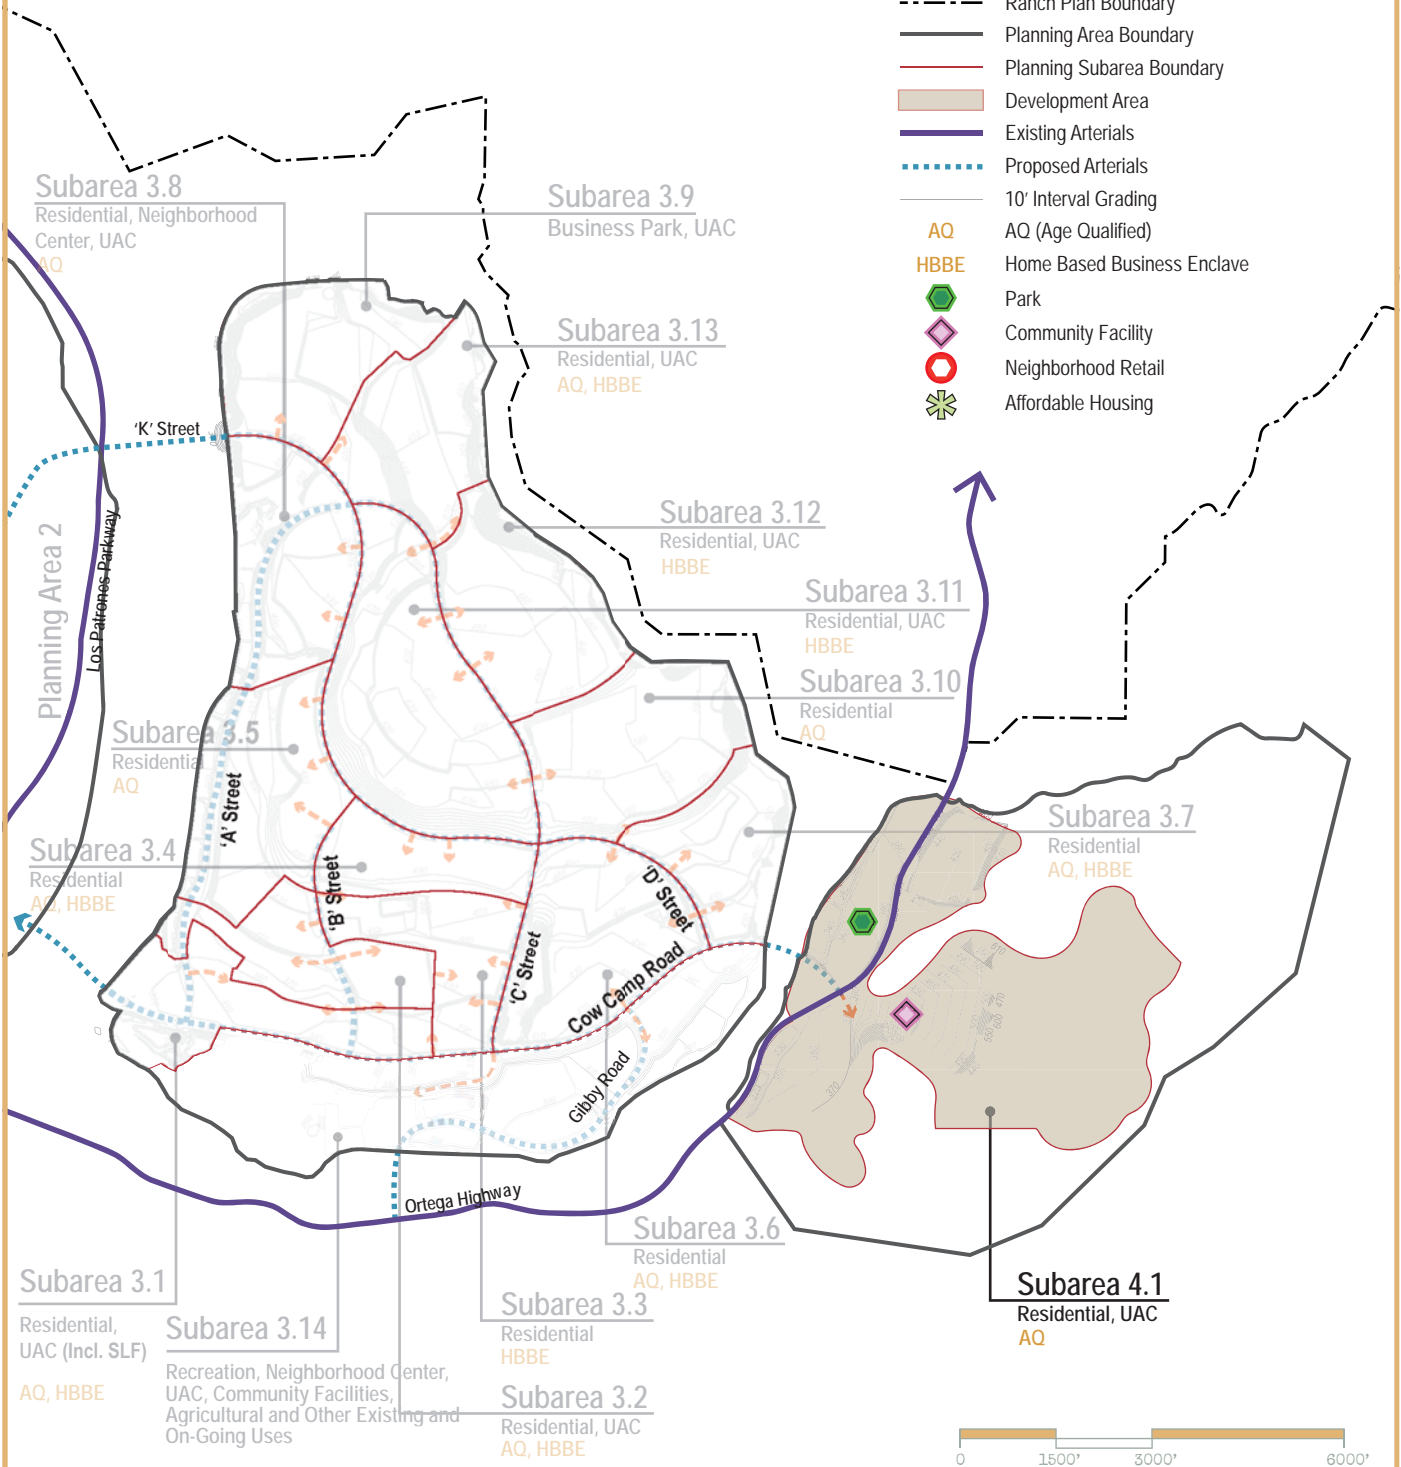 Ranch Plan Boundary
Planning Area Boundary
Planning Subarea Boundary
Development Area
Existing Arterials
Proposed Arterials
10' Interval Grading
AQ AQ (Age Qualified)
HBBE Home Based Business Enclave
Park
Community Facility
Neighborhood Retail
Affordable Housing
Subarea 3.8
Residential, Neighborhood
Center, UAC
AQ
Subarea 3.9
Business Park, UAC
Subarea 3.13
Residential, UAC
AQ, HBBE
'K' Street
Planning Area 2
Los Patrones Parkway
Subarea 3.12
Residential, UAC
HBBE
Subarea 3.11
Residential, UAC
HBBE
Subarea 3.10
Residential
AQ
Subarea 3.5
Residential
AQ
'A' Street
Subarea 3.4
Residential
AQ, HBBE
'B' Street
'C' Street
'D' Street
Cow Camp Road
Gibby Road
Subarea 3.7
Residential
AQ, HBBE
610
470
600
550
370
Ortega Highway
Subarea 3.6
Residential
AQ, HBBE
Subarea 4.1
Residential, UAC
AQ
Subarea 3.1
Residential,
UAC (Incl. SLF)
AQ, HBBE
Subarea 3.14
Recreation, Neighborhood Center,
UAC, Community Facilities,
Agricultural and Other Existing and
On-Going Uses
Subarea 3.3
Residential
HBBE
Subarea 3.2
Residential, UAC
AQ, HBBE
0 1500' 3000' 6000'